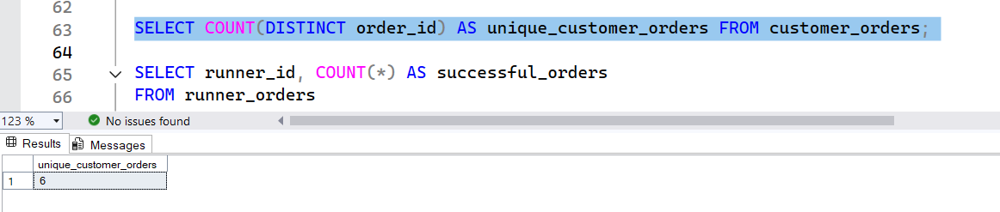 62
63 SELECT COUNT(DISTINCT order_id) AS unique_customer_orders FROM customer_orders;
64
65 SELECT runner_id, COUNT(*) AS successful_orders
66 FROM runner_orders
123 % No issues found
Results Messages
unique_customer_orders
1 6